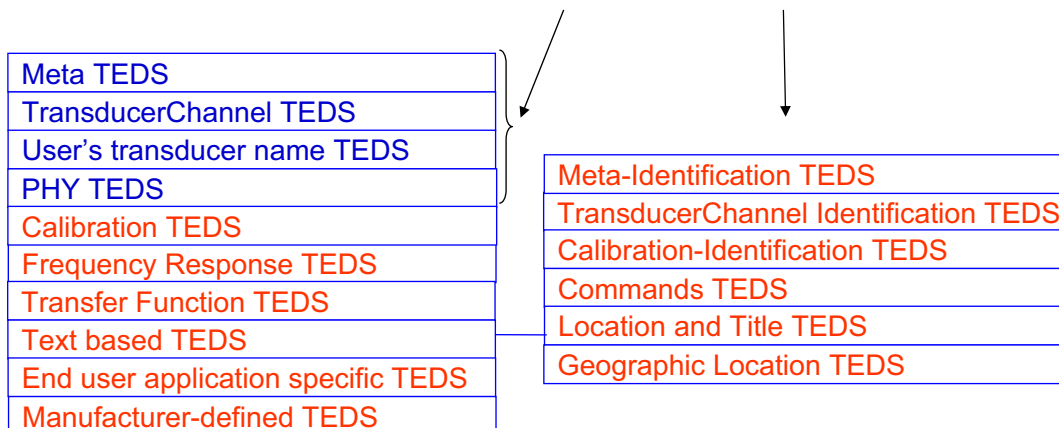 Meta TEDS
TransducerChannel TEDS
User's transducer name TEDS
PHY TEDS
Calibration TEDS
Frequency Response TEDS
Transfer Function TEDS
Text based TEDS
End user application specific TEDS
Manufacturer-defined TEDS
Meta-Identification TEDS
TransducerChannel Identification TEDS
Calibration-Identification TEDS
Commands TEDS
Location and Title TEDS
Geographic Location TEDS